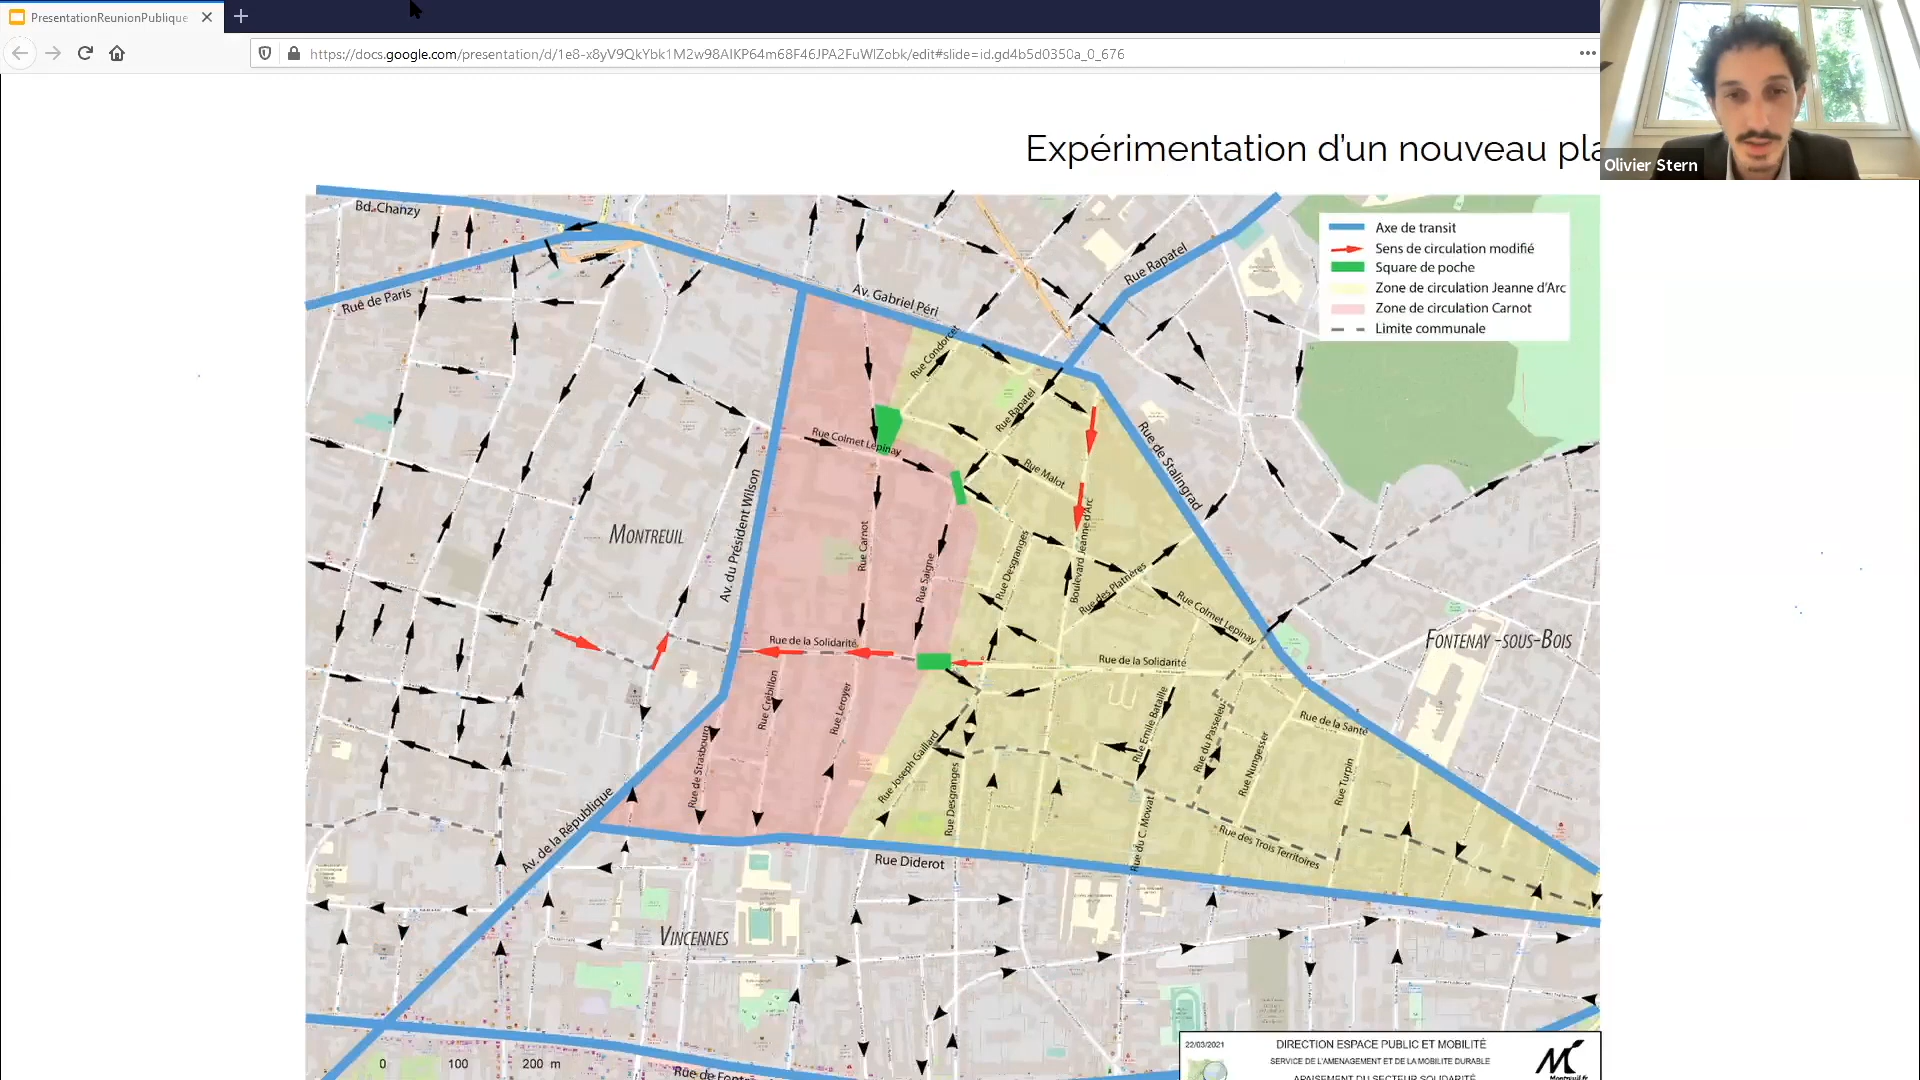 PresentationReunionPublique
https://docs.google.com/presentation/d/1e8-x8yV9QkYbk1M2w98AIKP64m68F46JPA2FuWIZobk/edit#slide=id.gd4b5d0350a_0_676
Olivier Stern
Expérimentation d'un nouveau pla
Axe de transit
Sens de circulation modifié
Square de poche
Zone de circulation Jeanne d'Arc
Zone de circulation Carnot
Limite communale
Bd. Chanzy
Rue de Paris
Av. Gabriel Péri
Rue Rapatel
Rue Condorcet
Rue Rapatel
Rue Colmet Lepinay
Rue Malot
Rue de Stalingrad
Montreuil
Av. du Président Wilson
Rue Carnot
Rue Saigne
Rue Desgranges
Boulevard Jeanne d'Arc
Rue des Platrières
Rue Colmet Lepinay
Rue de la Solidarité
Rue de la Solidarité
Fontenay-sous-Bois
Rue de Strasbourg
Rue Crébillon
Rue Leroyer
Rue Joseph Gaillard
Rue Desgranges
Rue Emile Bataille
Rue du Passeleu
Rue Nungesser
Rue de la Santé
Rue Turpin
Rue du C. Mowat
Rue des Trois Territoires
Av. de la République
Rue Diderot
Vincennes
0 100 200 m
22/03/2021
DIRECTION ESPACE PUBLIC ET MOBILITÉ
SERVICE DE L'AMENAGEMENT ET DE LA MOBILITE DURABLE
APAISEMENT DU SECTEUR SOLIDARITÉ
Montreuil.fr